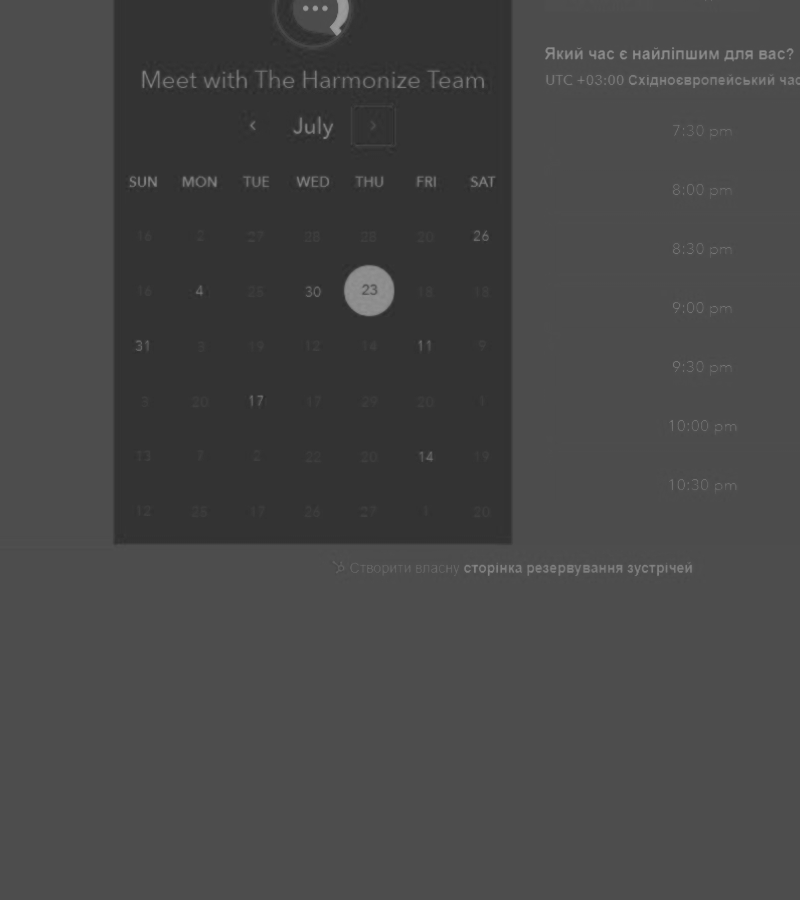 Meet with The Harmonize Team
July
SUN MON TUE WED THU FRI SAT
16 2 27 28 28 20 26
16 4 28 30 23 18 18
31 3 19 12 14 11 9
3 20 17 17 29 20 1
13 7 2 22 20 14 19
12 28 17 26 27 1 20
Який час є найліпшим для вас?
UTC +03:00 Східноєвропейський час
7:30 pm
8:00 pm
8:30 pm
9:00 pm
9:30 pm
10:00 pm
10:30 pm
Створити власну сторінка резервування зустрічей